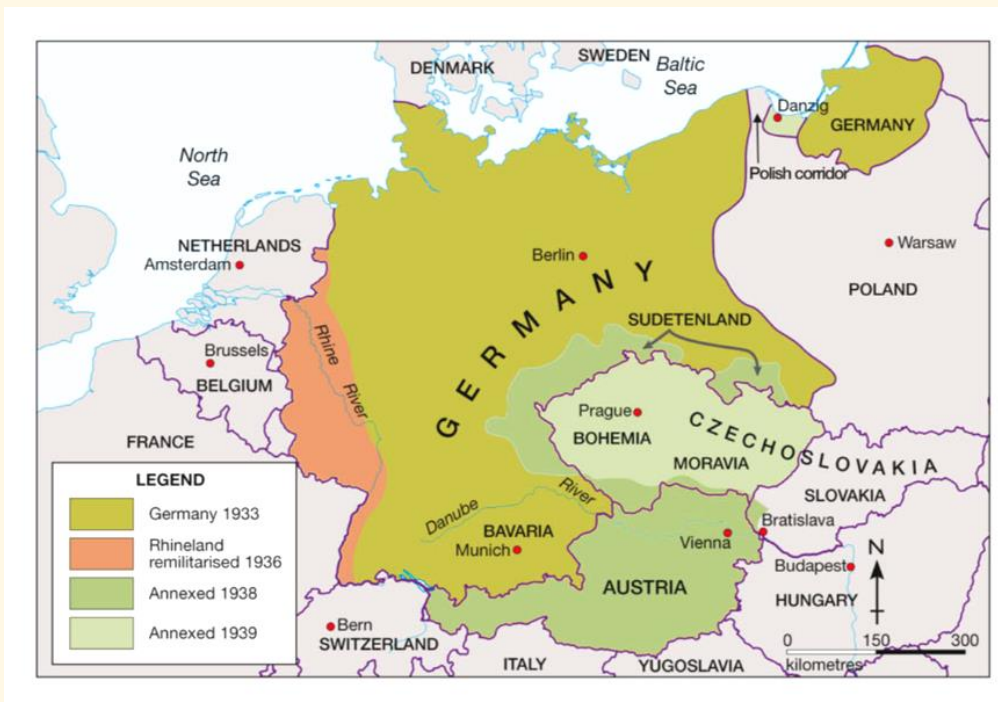 SWEDEN
DENMARK
Baltic
Sea
Danzig
GERMANY
North
Sea
Polish corridor
NETHERLANDS
Amsterdam
Berlin
Warsaw
GERMANY
POLAND
SUDETENLAND
Rhine
River
Brussels
BELGIUM
Prague
BOHEMIA
CZECHOSLOVAKIA
FRANCE
MORAVIA
SLOVAKIA
Danube
River
BAVARIA
Munich
Vienna
Bratislava
Budapest
N
AUSTRIA
HUNGARY
Bern
SWITZERLAND
ITALY
YUGOSLAVIA
0 150 300
kilometres
LEGEND
Germany 1933
Rhineland
remilitarised 1936
Annexed 1938
Annexed 1939